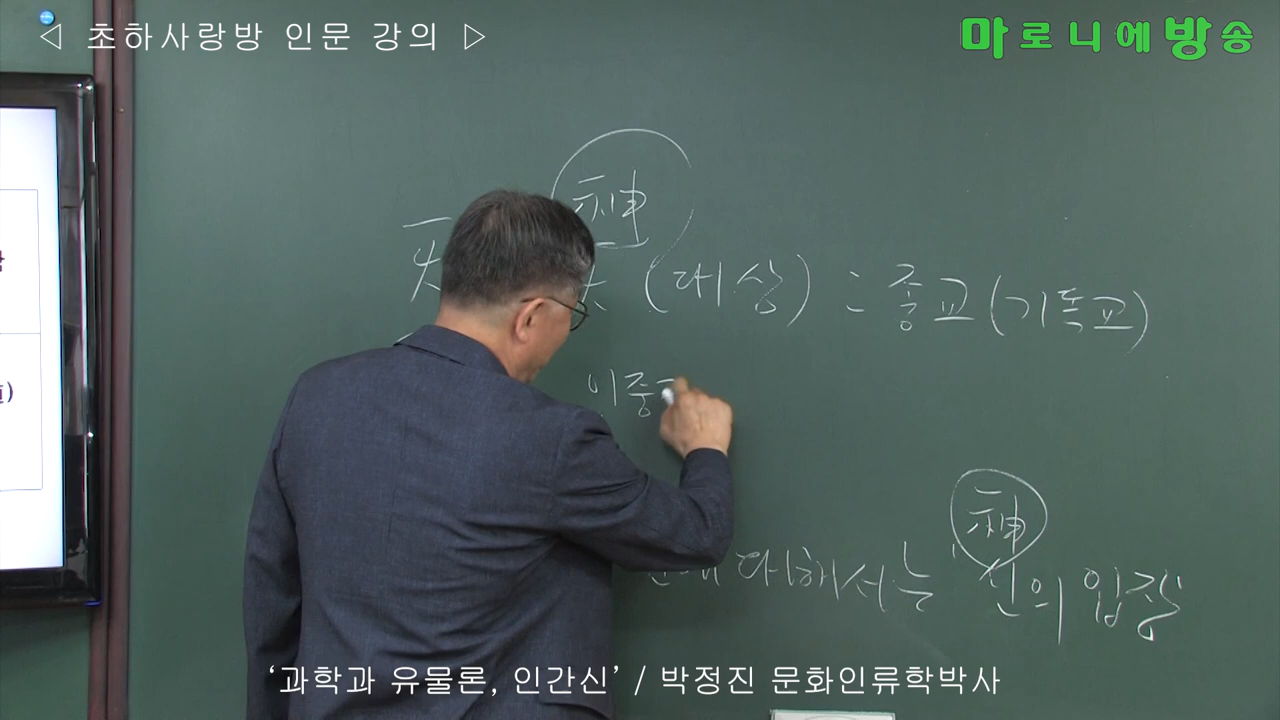 ◁ 초하사랑방 인문 강의 ▷
마로니에방송
神
天
(대상) : 종교(기독교)
이중
神
대해서는 신의 입장
‘과학과 유물론, 인간신’ / 박정진 문화인류학박사